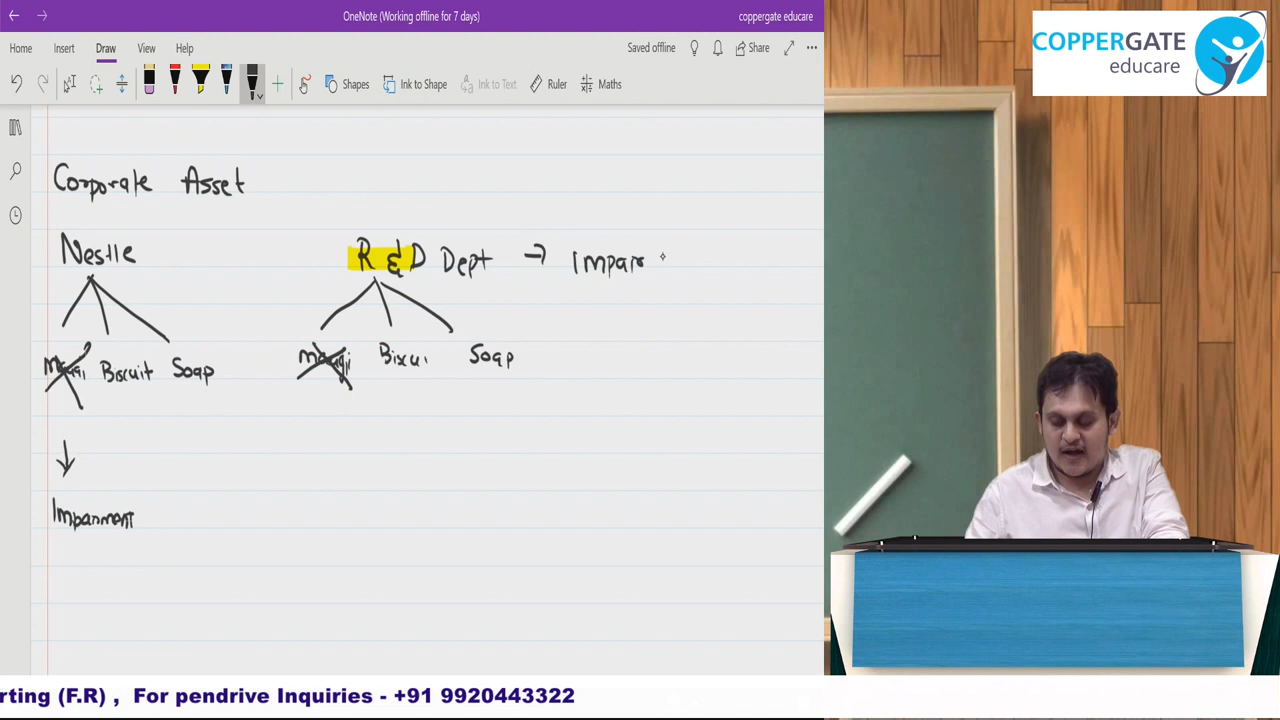 OneNote (Working offline for 7 days)
coppergate educare
Home Insert Draw View Help
Saved offline Share
Shapes Ink to Shape Ink to Text Ruler Maths
COPPERGATE
educare
Corporate Asset
Nestle R & D Dept → Impair
Maggi Biscuit Soap Maggi Biscui Soap
↓
Impairment
rting (F.R) , For pendrive Inquiries - +91 9920443322